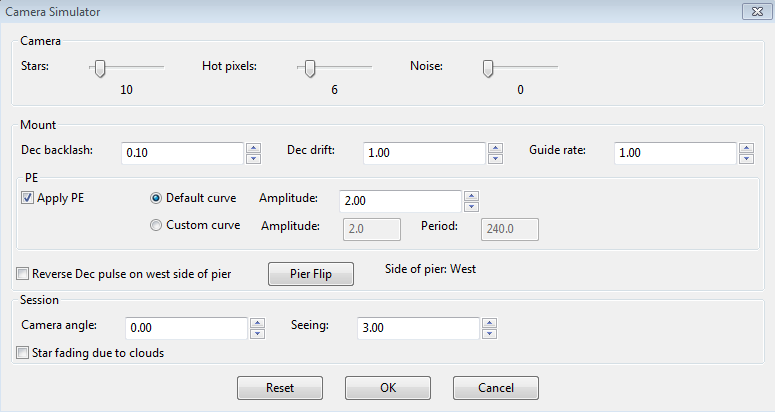 Camera Simulator
Camera
Stars: Hot pixels: Noise:
10 6 0
Mount
Dec backlash: 0.10 Dec drift: 1.00 Guide rate: 1.00
PE
Apply PE Default curve Amplitude: 2.00
Custom curve Amplitude: 2.0 Period: 240.0
Reverse Dec pulse on west side of pier Pier Flip Side of pier: West
Session
Camera angle: 0.00 Seeing: 3.00
Star fading due to clouds
Reset OK Cancel